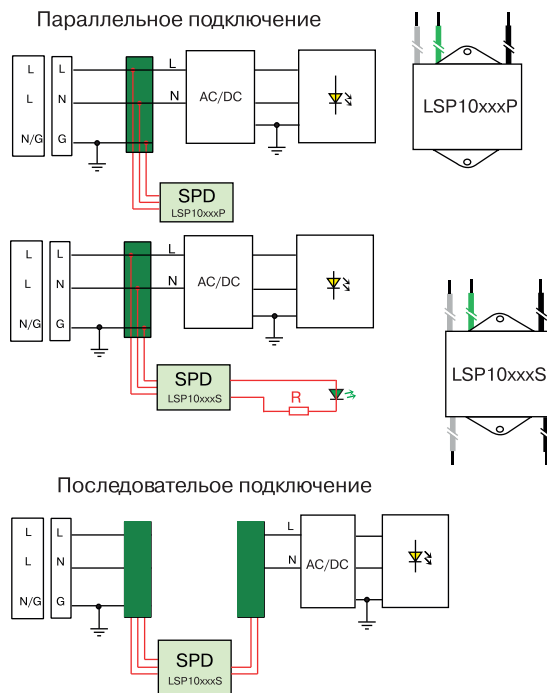 Параллельное подключение
L L L
L N N AC/DC
N/G G
SPD
LSP10xxxP
LSP10xxxP
L L L
L N N AC/DC
N/G G
SPD
LSP10xxxS
R
LSP10xxxS
Последовательое подключение
L L L
L N N AC/DC
N/G G
SPD
LSP10xxxS